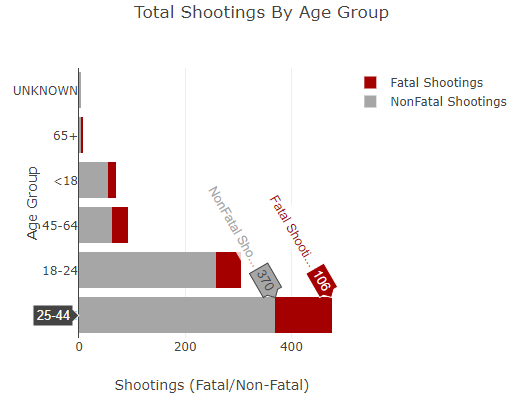 Total Shootings By Age Group
Fatal Shootings
NonFatal Shootings
UNKNOWN
65+
<18
45-64
18-24
25-44
Age Group
NonFatal Sho...
370
Fatal Shooti...
106
0
200
400
Shootings (Fatal/Non-Fatal)